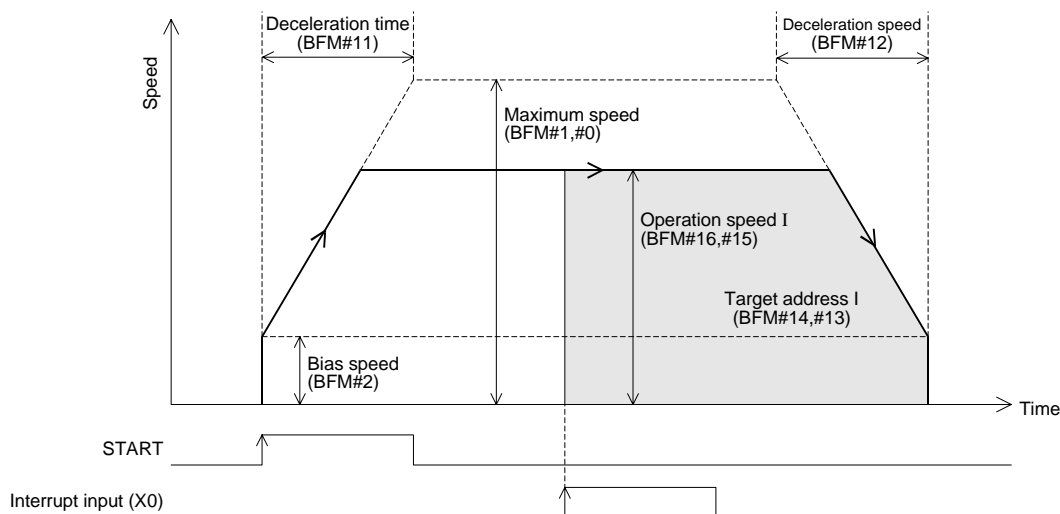 Deceleration time
(BFM#11)
Deceleration speed
(BFM#12)
Speed
Maximum speed
(BFM#1,#0)
Operation speed I
(BFM#16,#15)
Target address I
(BFM#14,#13)
Bias speed
(BFM#2)
Time
START
Interrupt input (X0)